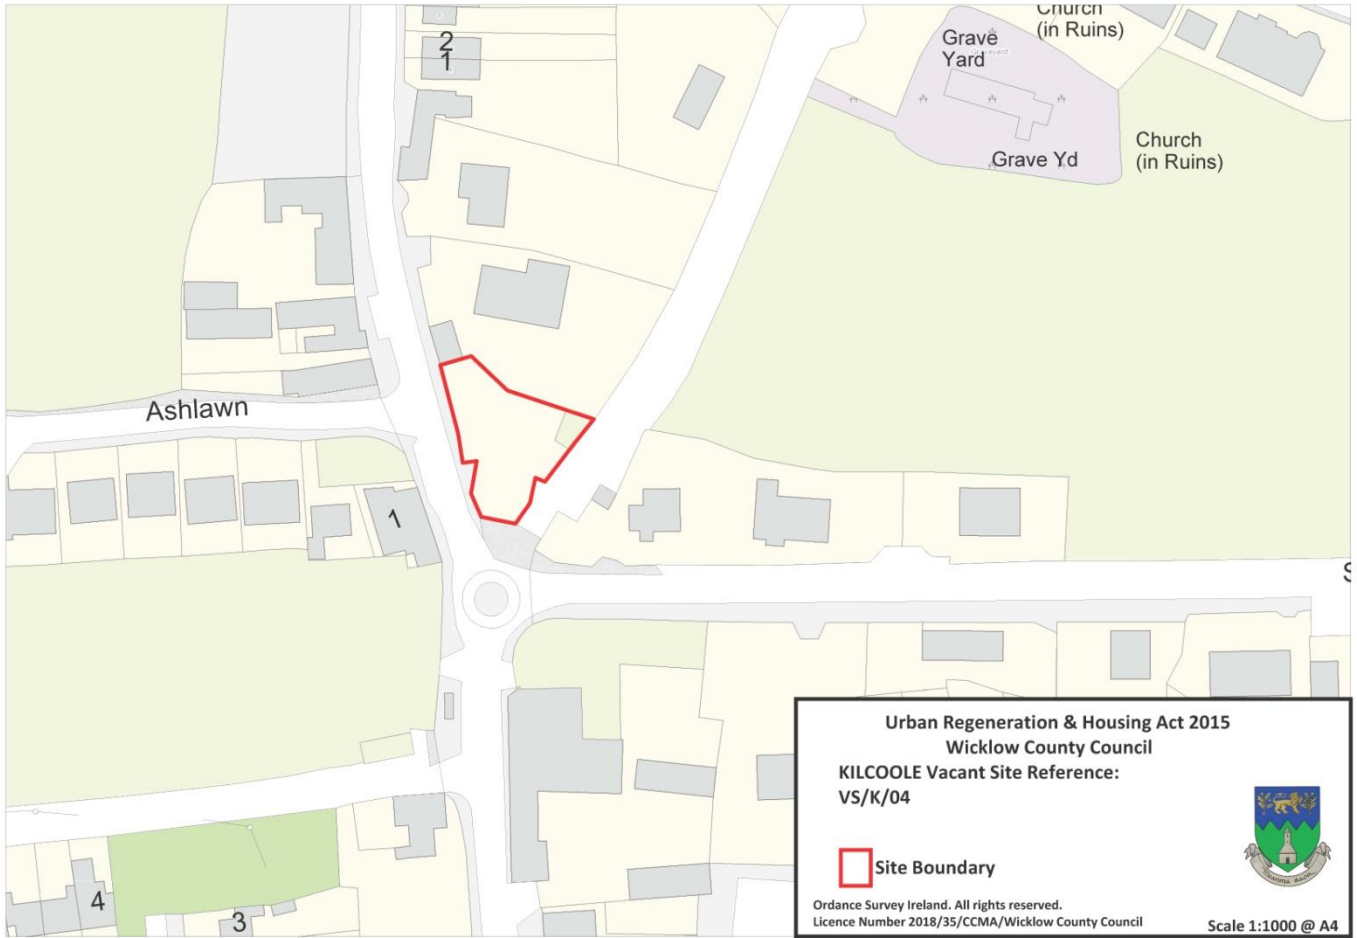 Church
(in Ruins)
Grave
Yard
Grave Yd
Church
(in Ruins)
2
1
Ashlawn
1
S
4
3
Urban Regeneration & Housing Act 2015
Wicklow County Council
KILCOOLE Vacant Site Reference:
VS/K/04
Site Boundary
Ordance Survey Ireland. All rights reserved.
Licence Number 2018/35/CCMA/Wicklow County Council
Scale 1:1000 @ A4